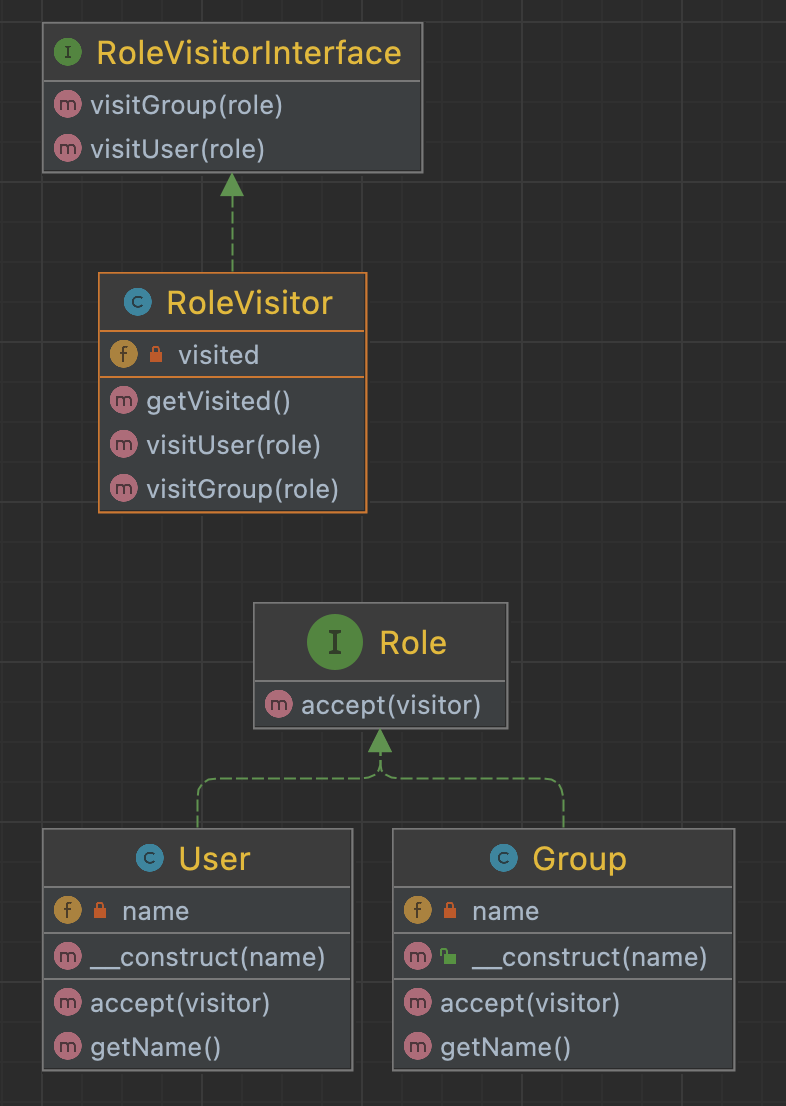 I RoleVisitorInterface
m visitGroup(role)
m visitUser(role)
C RoleVisitor
f visited
m getVisited()
m visitUser(role)
m visitGroup(role)
I Role
m accept(visitor)
C User
f name
m __construct(name)
m accept(visitor)
m getName()
C Group
f name
m __construct(name)
m accept(visitor)
m getName()